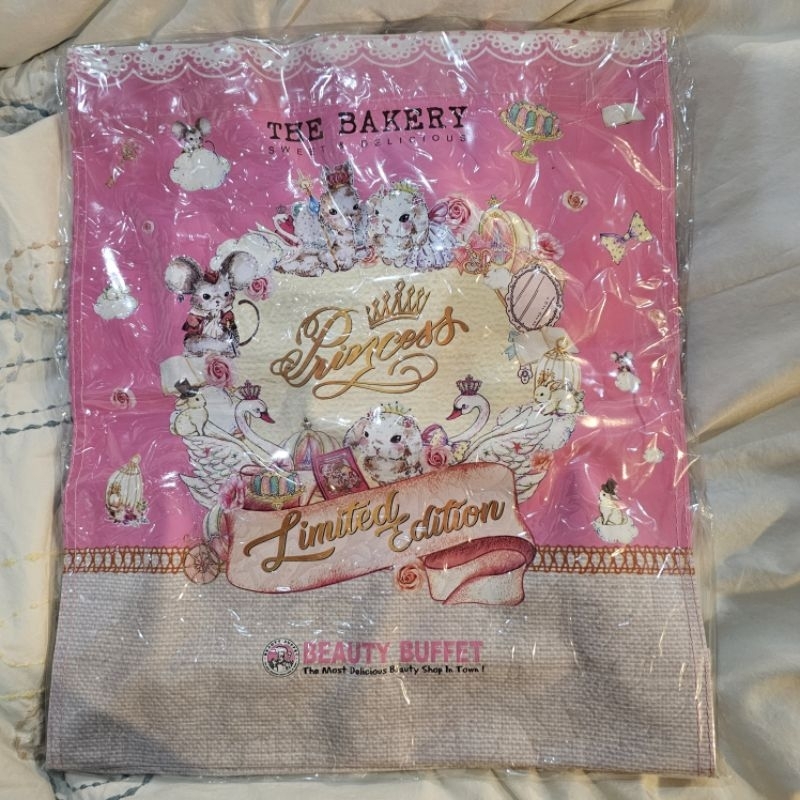 THE BAKERY
SWEET & DELICIOUS
Princess
Limited Edition
BEAUTY BUFFET
The Most Delicious Beauty Shop In Town !